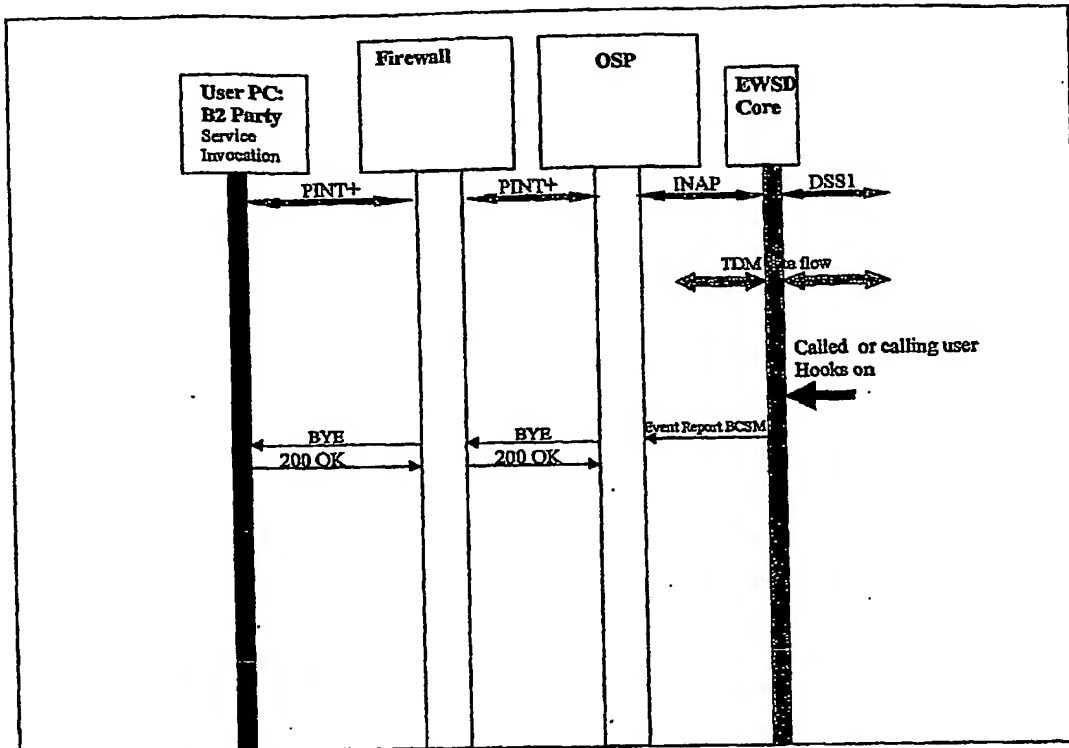 User PC:
B2 Party
Service
Invocation
Firewall
OSP
EWSD
Core
PINT+
PINT+
INAP
DSS1
TDM ta flow
Called or calling user
Hooks on
Event Report BCSM
BYE
BYE
200 OK
200 OK